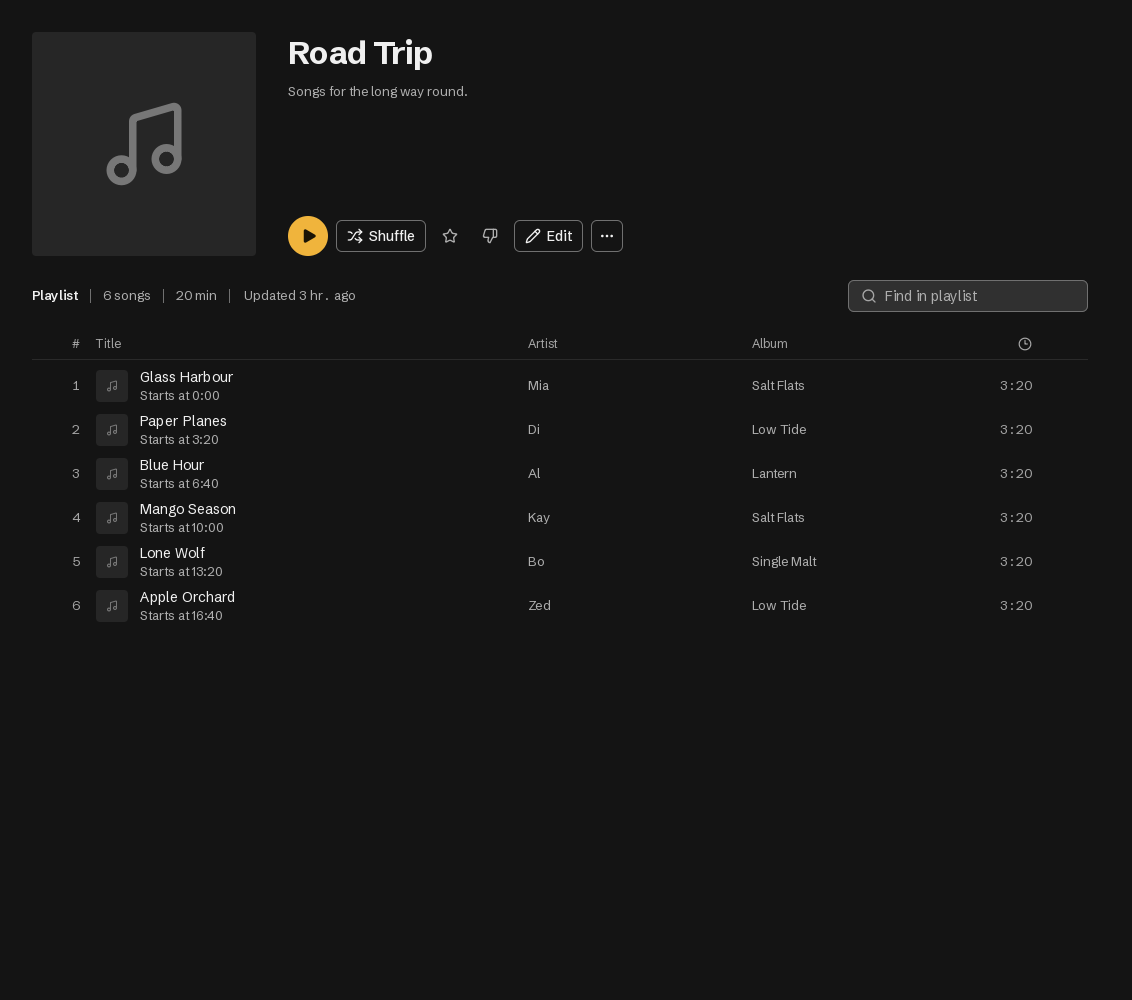 Road Trip
Songs for the long way round.
Shuffle Edit
Playlist 6 songs 20 min Updated 3 hr. ago Find in playlist
# Title Artist Album
1 Glass Harbour Mia Salt Flats 3:20
Starts at 0:00
2 Paper Planes Di Low Tide 3:20
Starts at 3:20
3 Blue Hour Al Lantern 3:20
Starts at 6:40
4 Mango Season Kay Salt Flats 3:20
Starts at 10:00
5 Lone Wolf Bo Single Malt 3:20
Starts at 13:20
6 Apple Orchard Zed Low Tide 3:20
Starts at 16:40